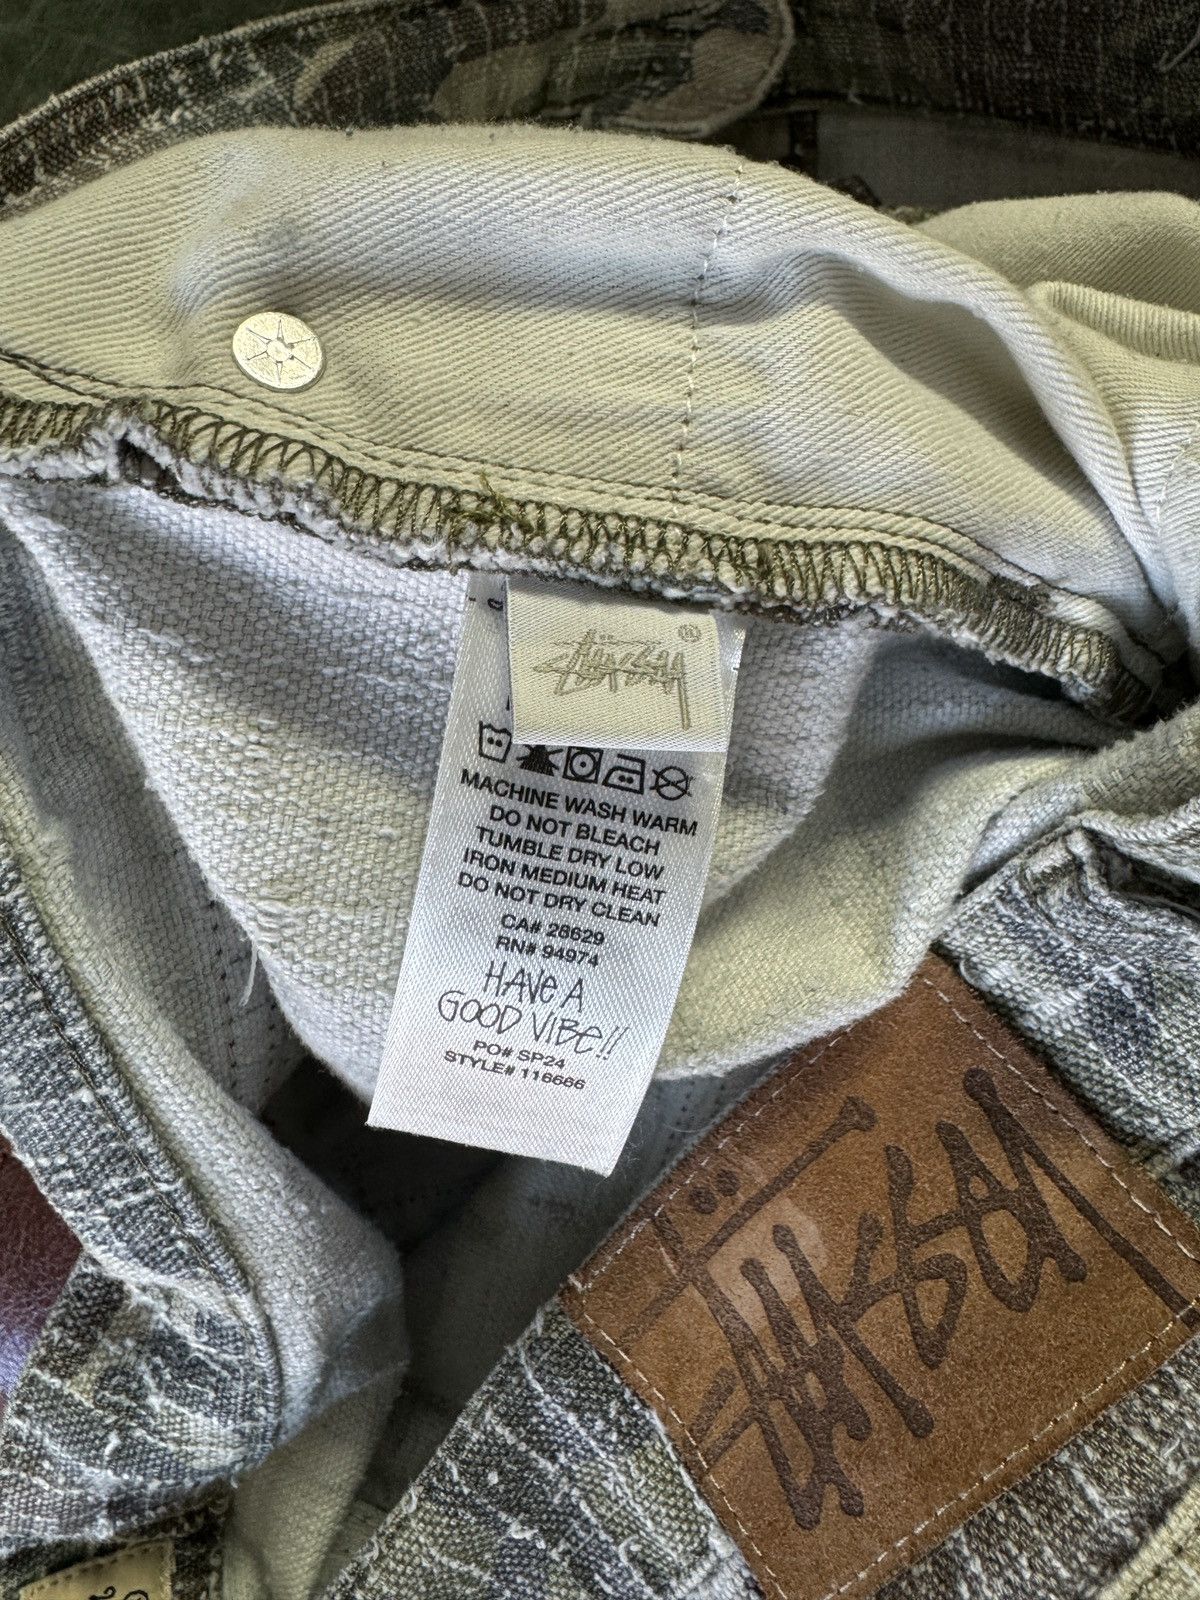 Stüssy
®
MACHINE WASH WARM
DO NOT BLEACH
TUMBLE DRY LOW
IRON MEDIUM HEAT
DO NOT DRY CLEAN
CA# 28629
RN# 94974
HAVE A
GOOD VIBE!!
PO# SP24
STYLE# 116686
Stüssy